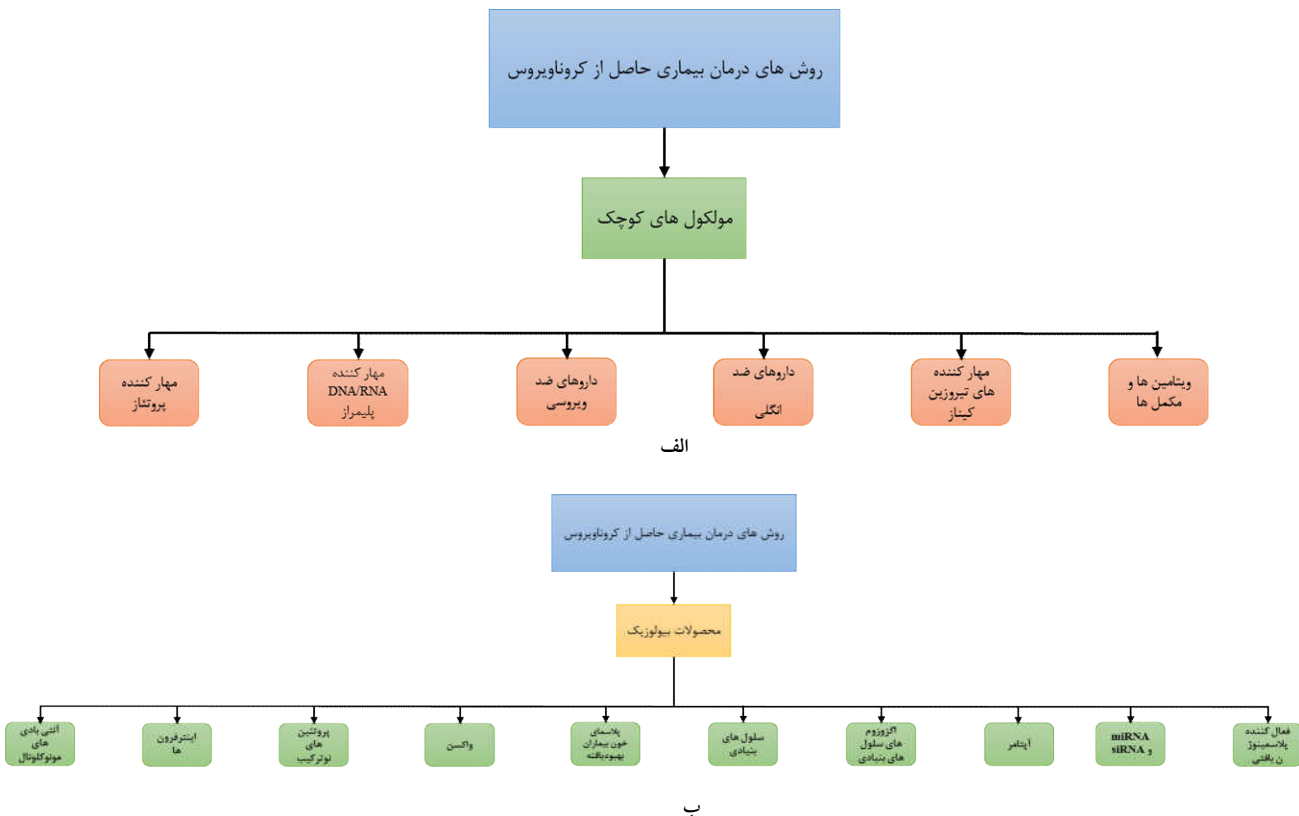 روش های درمان بیماری حاصل از کروناویروس
مولکول های کوچک
ویتامین ها و
مکمل ها
مهار کننده
های تیروزین
کیناز
داروهای ضد
انگلی
داروهای ضد
ویروسی
مهار کننده
DNA/RNA
پلیمراز
مهار کننده
پروتئاز
الف
روش های درمان بیماری حاصل از کروناویروس
محصولات بیولوزیک
فعال کننده
پلاسمینوژ
ن بافتی
miRNA
و siRNA
آپتامر
اگزوزوم
های سلول
های بنیادی
سلول های
بنیادی
پلاسمای
خون بیماران
بهبودیافته
واکسن
پروتئین
های
نوترکیب
اینترفرون
ها
آنتی بادی
های
مونوکلونال
ب